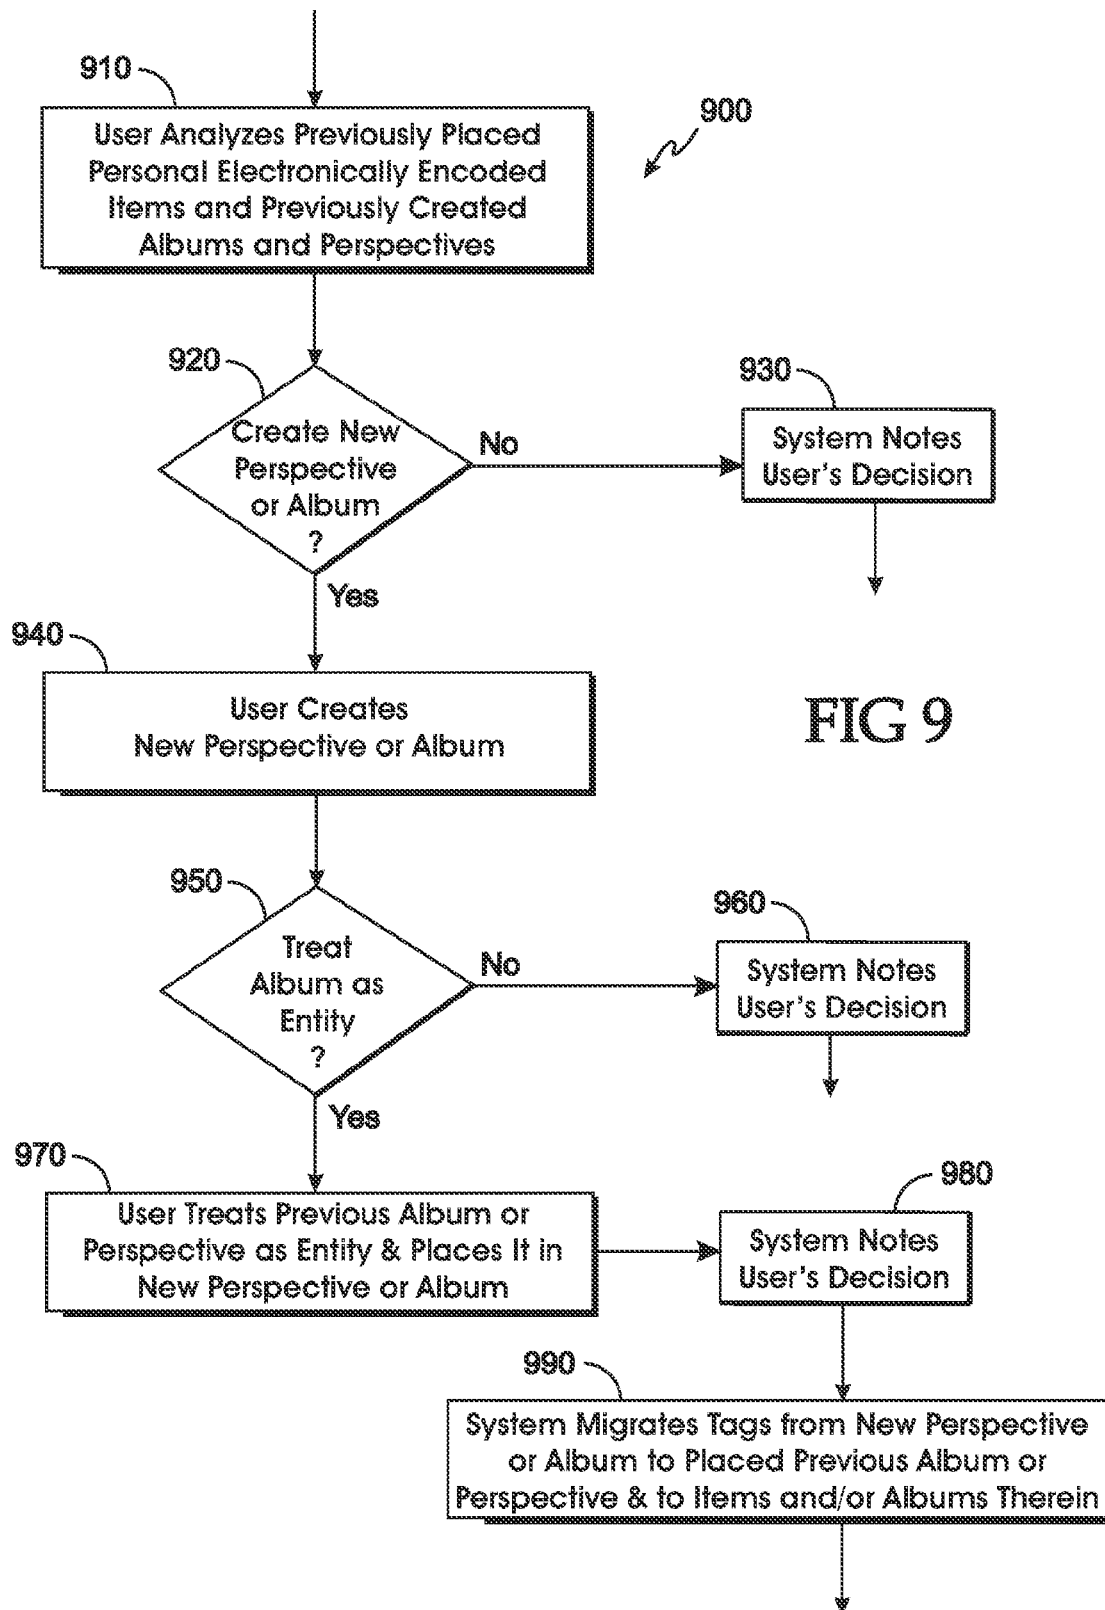 910
User Analyzes Previously Placed
Personal Electronically Encoded
Items and Previously Created
Albums and Perspectives
900
920
Create New
Perspective
or Album
?
No
930
System Notes
User's Decision
Yes
940
User Creates
New Perspective or Album
FIG 9
950
Treat
Album as
Entity
?
No
960
System Notes
User's Decision
Yes
970
User Treats Previous Album or
Perspective as Entity & Places It in
New Perspective or Album
980
System Notes
User's Decision
990
System Migrates Tags from New Perspective
or Album to Placed Previous Album or
Perspective & to Items and/or Albums Therein